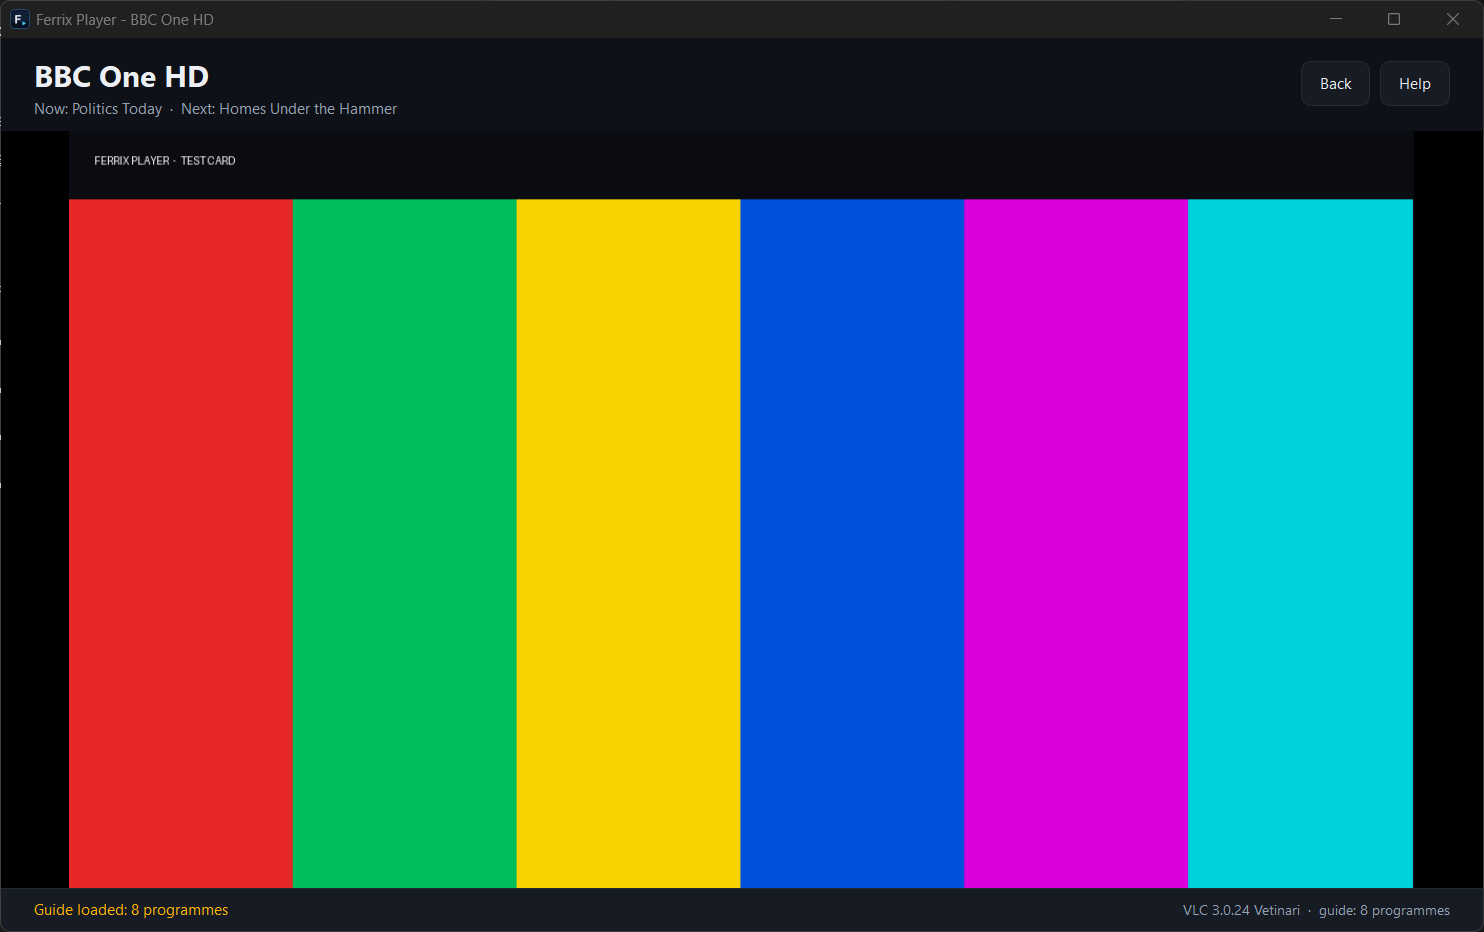 Ferrix Player - BBC One HD
BBC One HD
Now: Politics Today · Next: Homes Under the Hammer
Back
Help
FERRIX PLAYER · TEST CARD
Guide loaded: 8 programmes
VLC 3.0.24 Vetinari · guide: 8 programmes